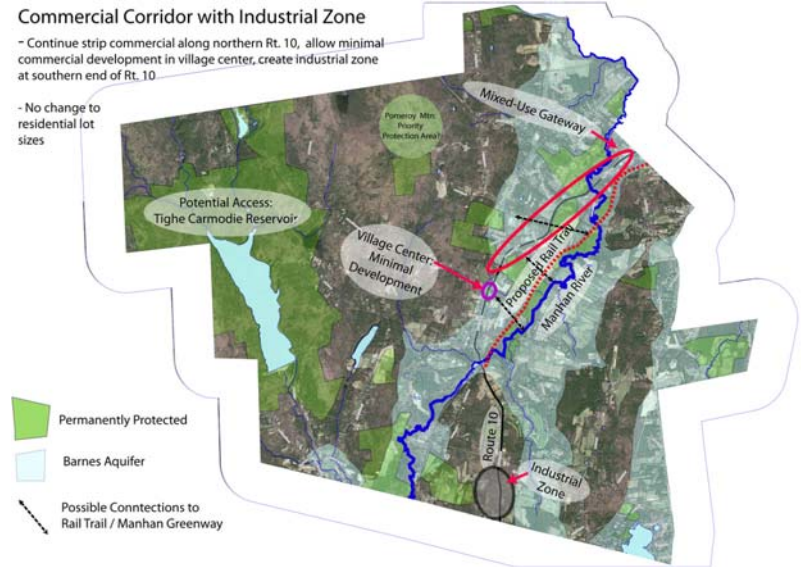 Commercial Corridor with Industrial Zone
- Continue strip commercial along northern Rt. 10, allow minimal
commercial development in village center, create industrial zone
at southern end of Rt. 10
- No change to
residential lot
sizes
Mixed-Use Gateway
Pomeroy Mtn:
Priority
Protection Area?
Potential Access:
Tighe Carmodie Reservoir
Village Center:
Minimal
Development
Proposed Rail Tray
Manhan River
Route 10
Industrial
Zone
Permanently Protected
Barnes Aquifer
Possible Conntections to
Rail Trail / Manhan Greenway